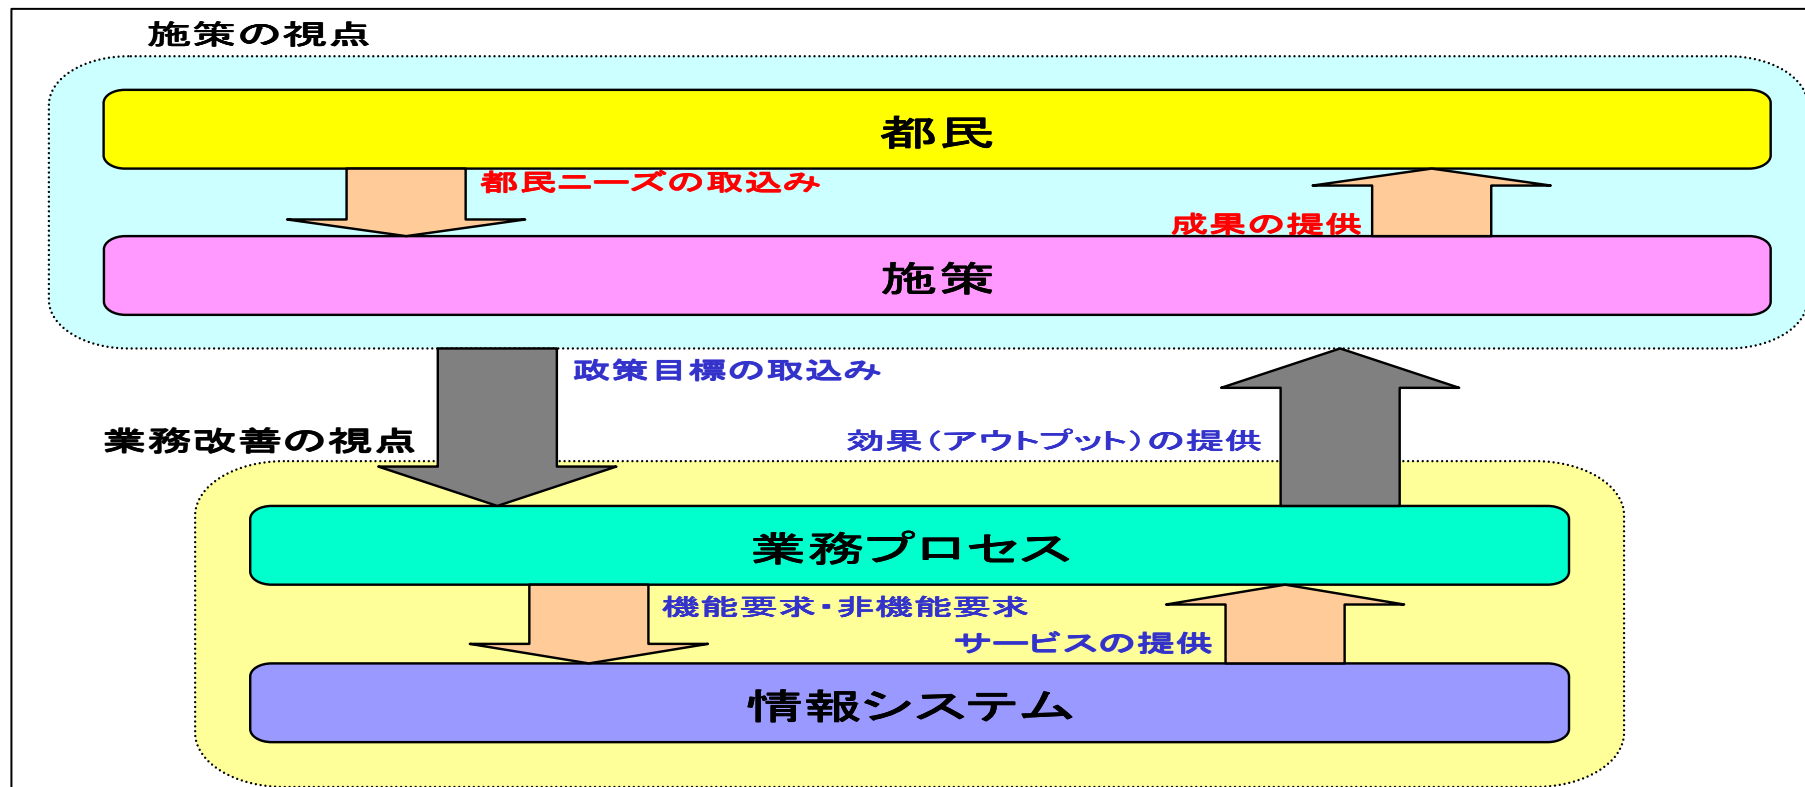 施策の視点
都民
都民ニーズの取込み
成果の提供
施策
政策目標の取込み
業務改善の視点
効果(アウトプット)の提供
業務プロセス
機能要求・非機能要求
サービスの提供
情報システム